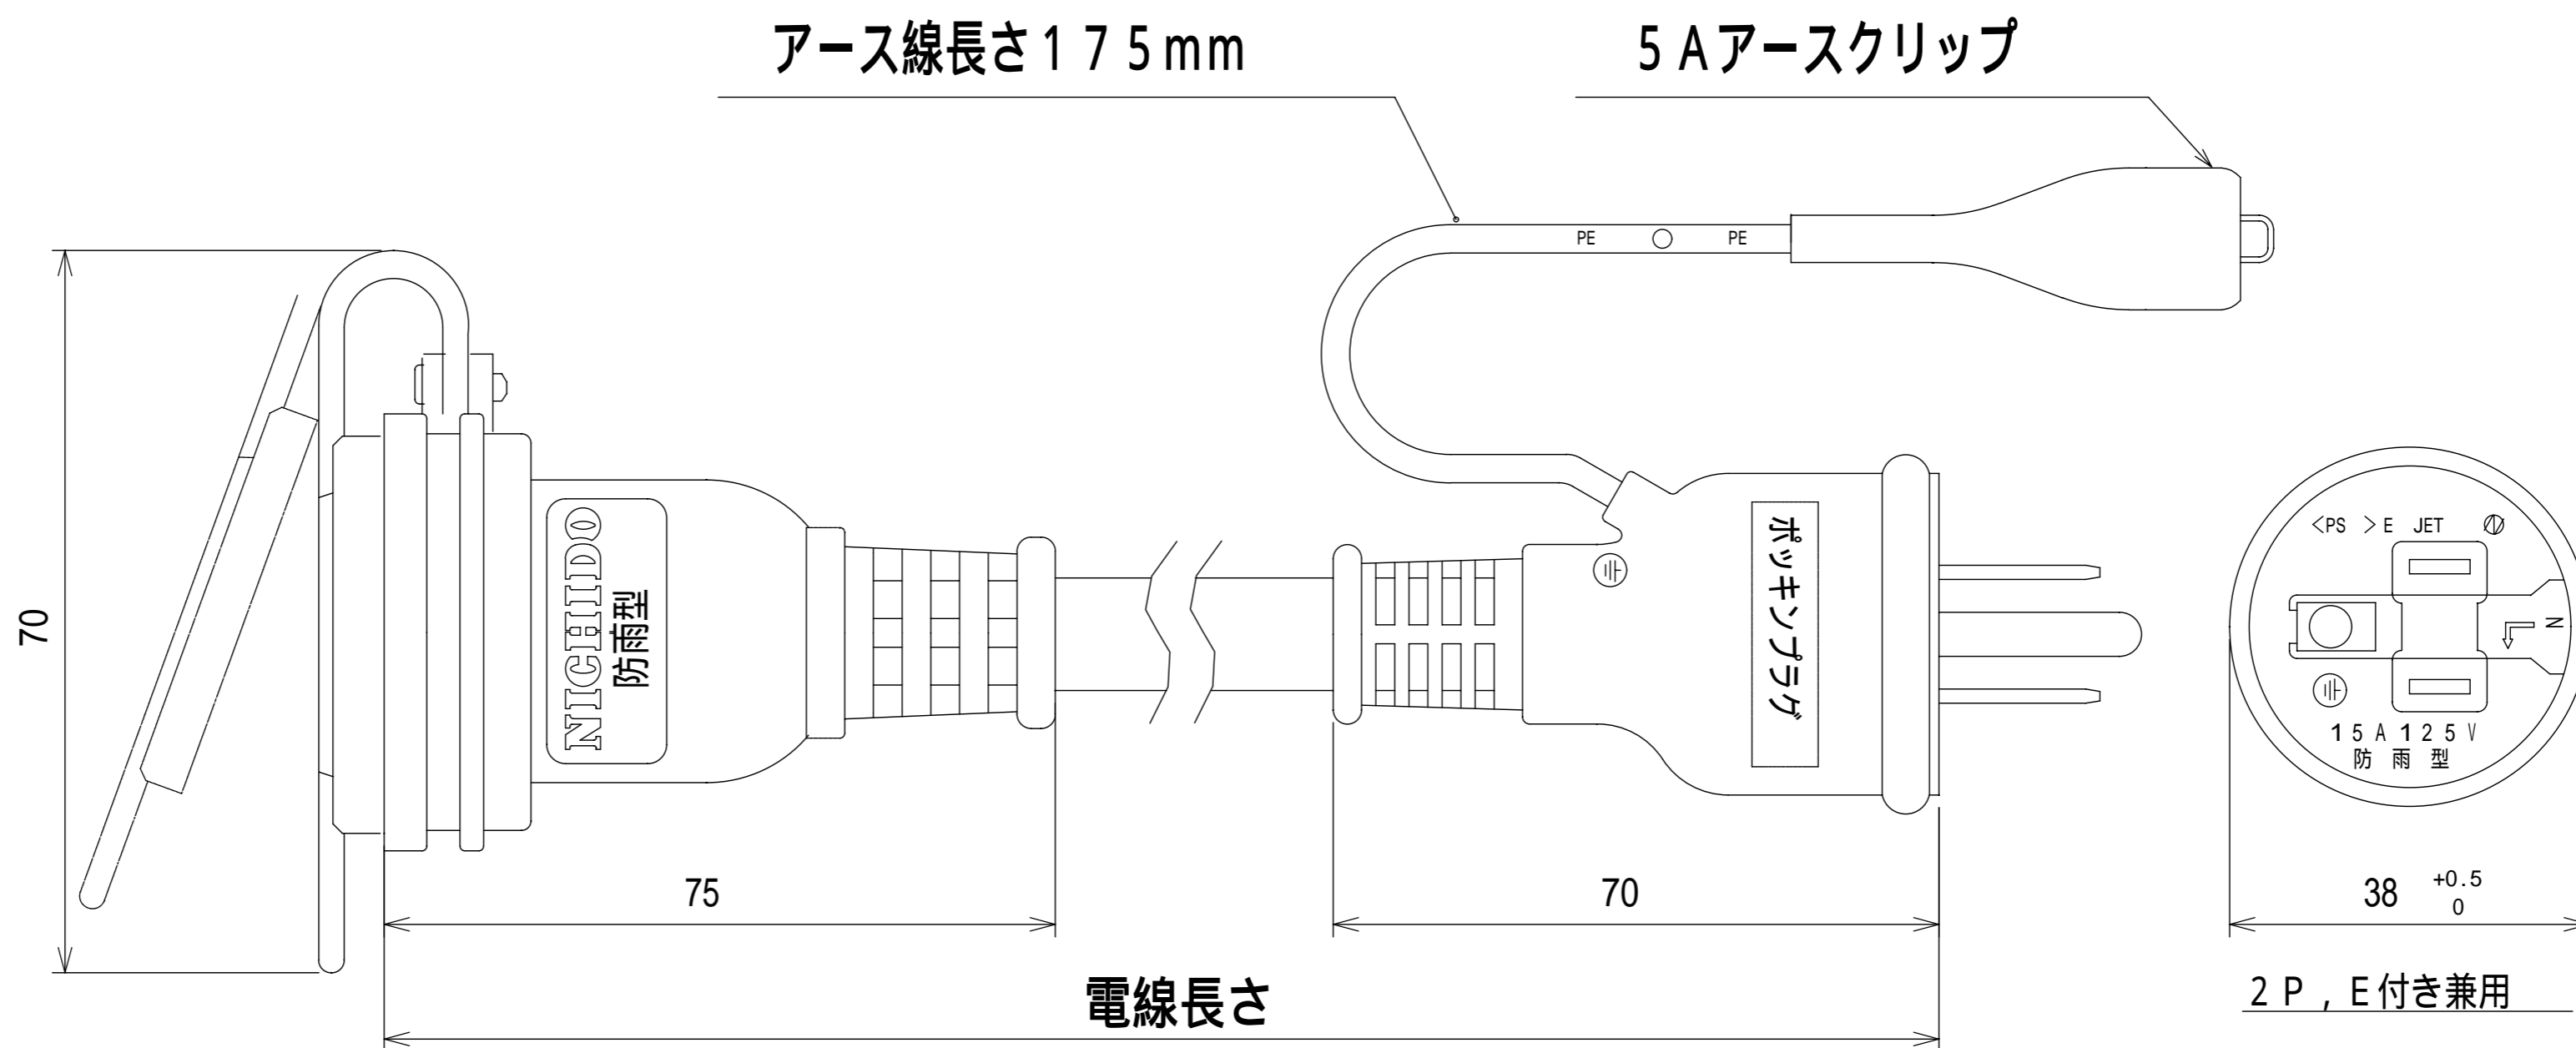 アース線長さ175mm
5Aアースクリップ
PE PE
70
NICHIDO
防雨型
ポッキンプラグ
<PS>E JET
N
15A125V
防雨型
75
70
38 +0.5
0
電線長さ
2P,E付き兼用